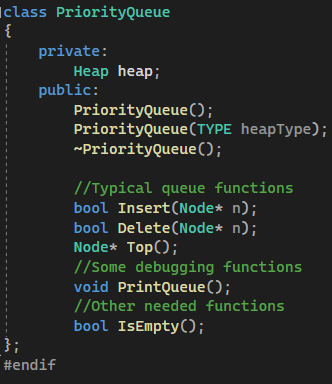 class PriorityQueue
{
    private:
        Heap heap;
    public:
        PriorityQueue();
        PriorityQueue(TYPE heapType);
        ~PriorityQueue();

        //Typical queue functions
        bool Insert(Node* n);
        bool Delete(Node* n);
        Node* Top();
        //Some debugging functions
        void PrintQueue();
        //Other needed functions
        bool IsEmpty();
};
#endif